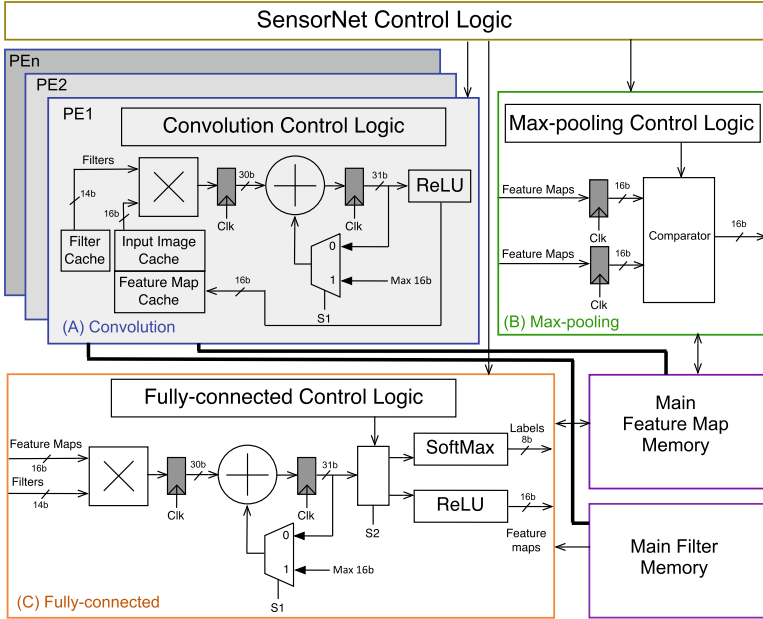 SensorNet Control Logic
PEn
PE2
PE1
Convolution Control Logic
Filters
14b
16b
30b
31b
ReLU
Clk
Clk
Filter
Cache
Input Image
Cache
Feature Map
Cache
16b
0
1
Max 16b
S1
(A) Convolution
Max-pooling Control Logic
Feature Maps
16b
Clk
Feature Maps
16b
Clk
Comparator
16b
(B) Max-pooling
Fully-connected Control Logic
Feature Maps
16b
Filters
14b
30b
31b
Clk
Clk
SoftMax
Labels
8b
ReLU
16b
Feature
maps
S2
0
1
Max 16b
S1
(C) Fully-connected
Main
Feature Map
Memory
Main Filter
Memory